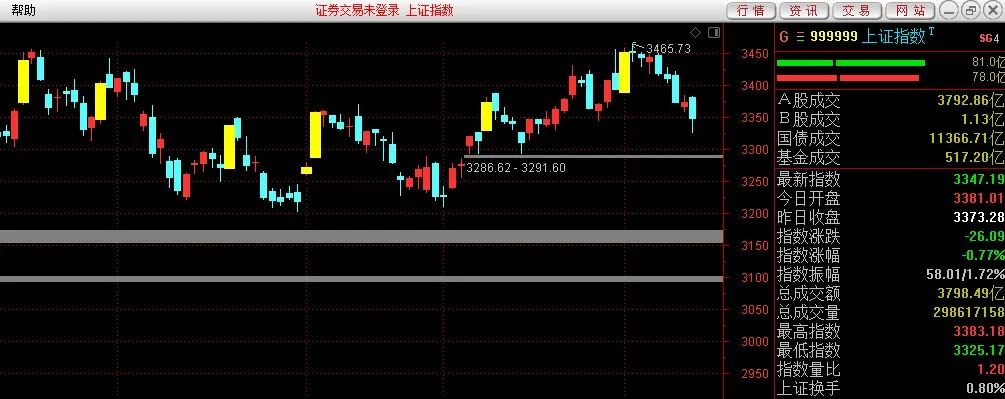 帮助
证券交易未登录 上证指数
行情 资讯 交易 网站
3465.73
3286.62 - 3291.60
3450
3400
3350
3300
3250
3200
3150
3100
3050
3000
2950
G 999999 上证指数T SG4
81.0亿
78.0亿
A股成交 3792.86亿
B股成交 1.13亿
国债成交 11366.71亿
基金成交 517.20亿
最新指数 3347.19
今日开盘 3381.01
昨日收盘 3373.28
指数涨跌 -26.09
指数涨幅 -0.77%
指数振幅 58.01/1.72%
总成交额 3798.49亿
总成交量 298617158
最高指数 3383.18
最低指数 3325.17
指数量比 1.20
上证换手 0.80%